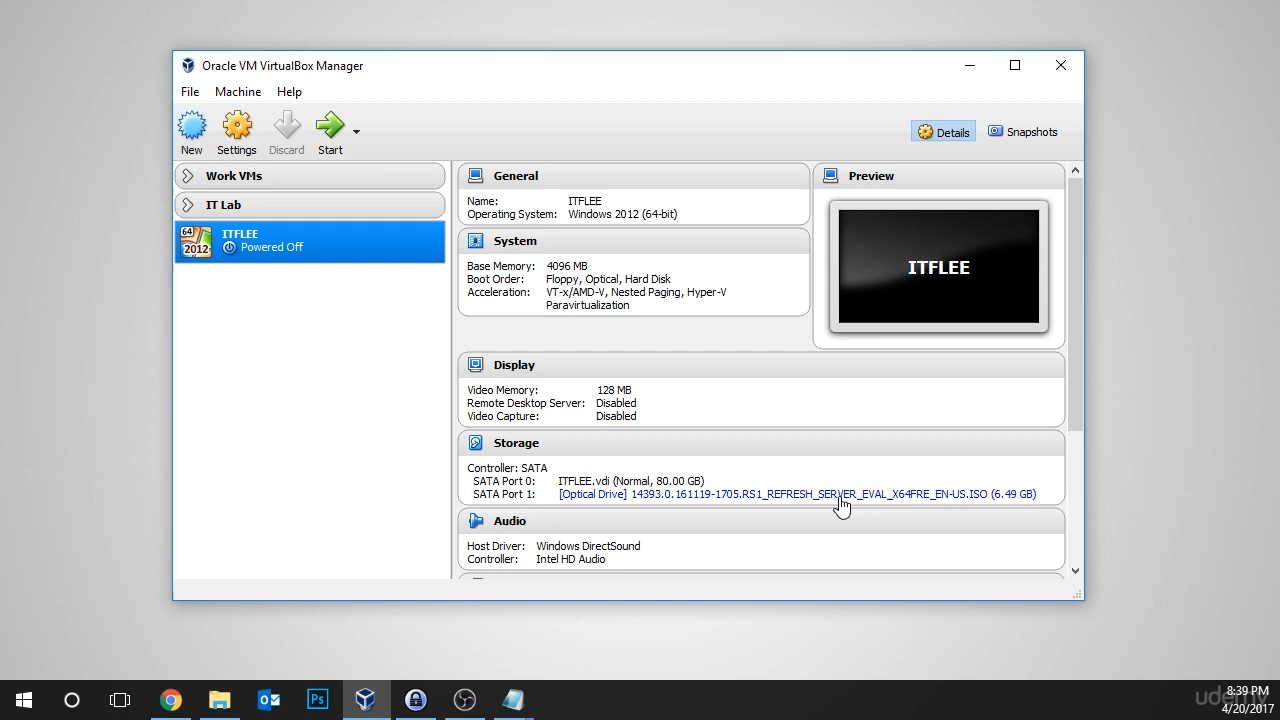 Oracle VM VirtualBox Manager
File Machine Help
New Settings Discard Start
Details Snapshots
Work VMs
IT Lab
64
2012
ITFLEE
Powered Off
General
Name: ITFLEE
Operating System: Windows 2012 (64-bit)
System
Base Memory: 4096 MB
Boot Order: Floppy, Optical, Hard Disk
Acceleration: VT-x/AMD-V, Nested Paging, Hyper-V
Paravirtualization
Preview
ITFLEE
Display
Video Memory: 128 MB
Remote Desktop Server: Disabled
Video Capture: Disabled
Storage
Controller: SATA
SATA Port 0: ITFLEE.vdi (Normal, 80.00 GB)
SATA Port 1: [Optical Drive] 14393.0.161119-1705.RS1_REFRESH_SERVER_EVAL_X64FRE_EN-US.ISO (6.49 GB)
Audio
Host Driver: Windows DirectSound
Controller: Intel HD Audio
Ps
udemy
8:39 PM
4/20/2017